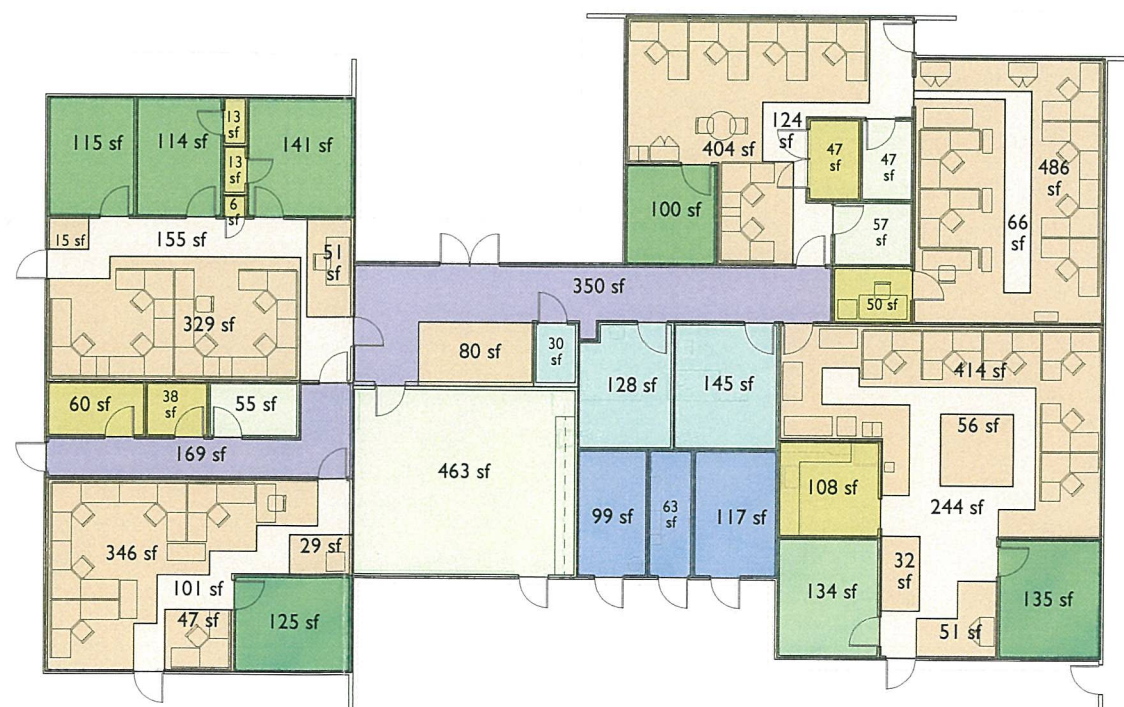 115 sf
114 sf
13
sf
13
sf
6
sf
141 sf
15 sf
155 sf
51
sf
329 sf
60 sf
38
sf
55 sf
169 sf
346 sf
101 sf
29 sf
47 sf
125 sf
350 sf
80 sf
30
sf
463 sf
128 sf
145 sf
99 sf
63
sf
117 sf
404 sf
124
sf
47
sf
47
sf
100 sf
57
sf
50 sf
486
sf
66
sf
414 sf
56 sf
108 sf
244 sf
134 sf
32
sf
51 sf
135 sf